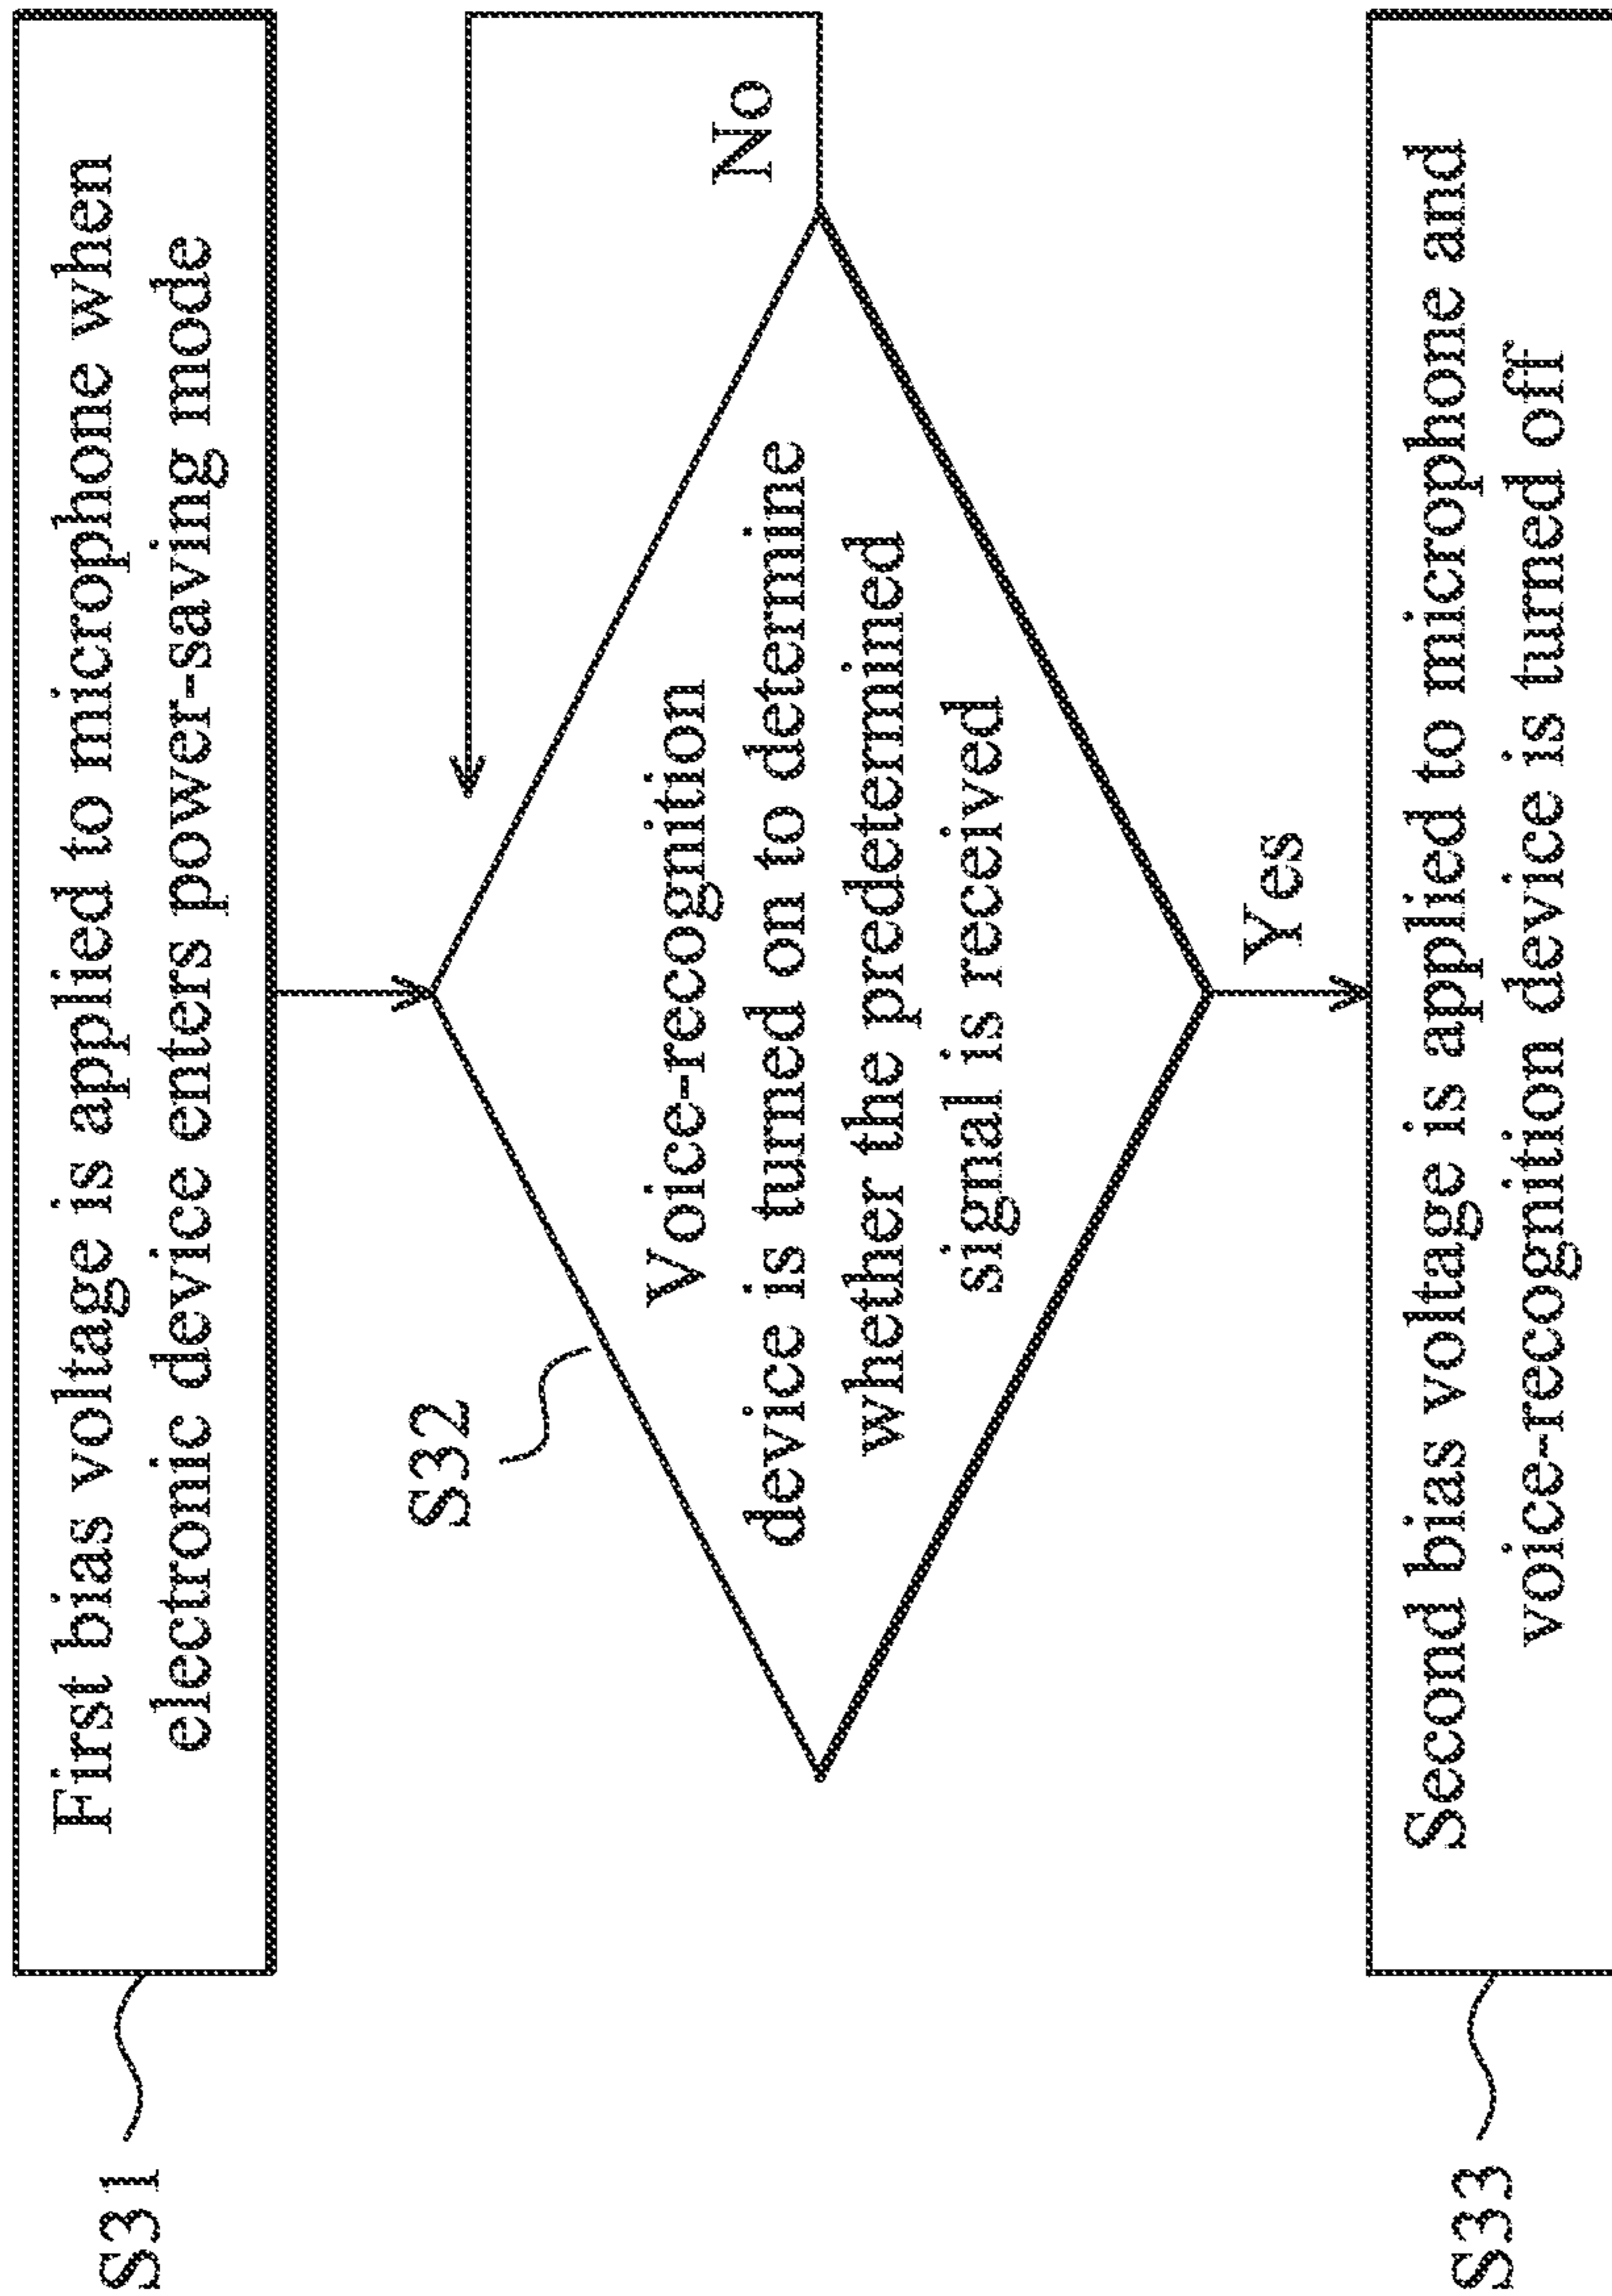 S31
First bias voltage is applied to microphone when
electronic device enters power-saving mode
S32
Voice-recognition
device is turned on to determine
whether the predetermined
signal is received
No
Yes
S33
Second bias voltage is applied to microphone and
voice-recognition device is turned off